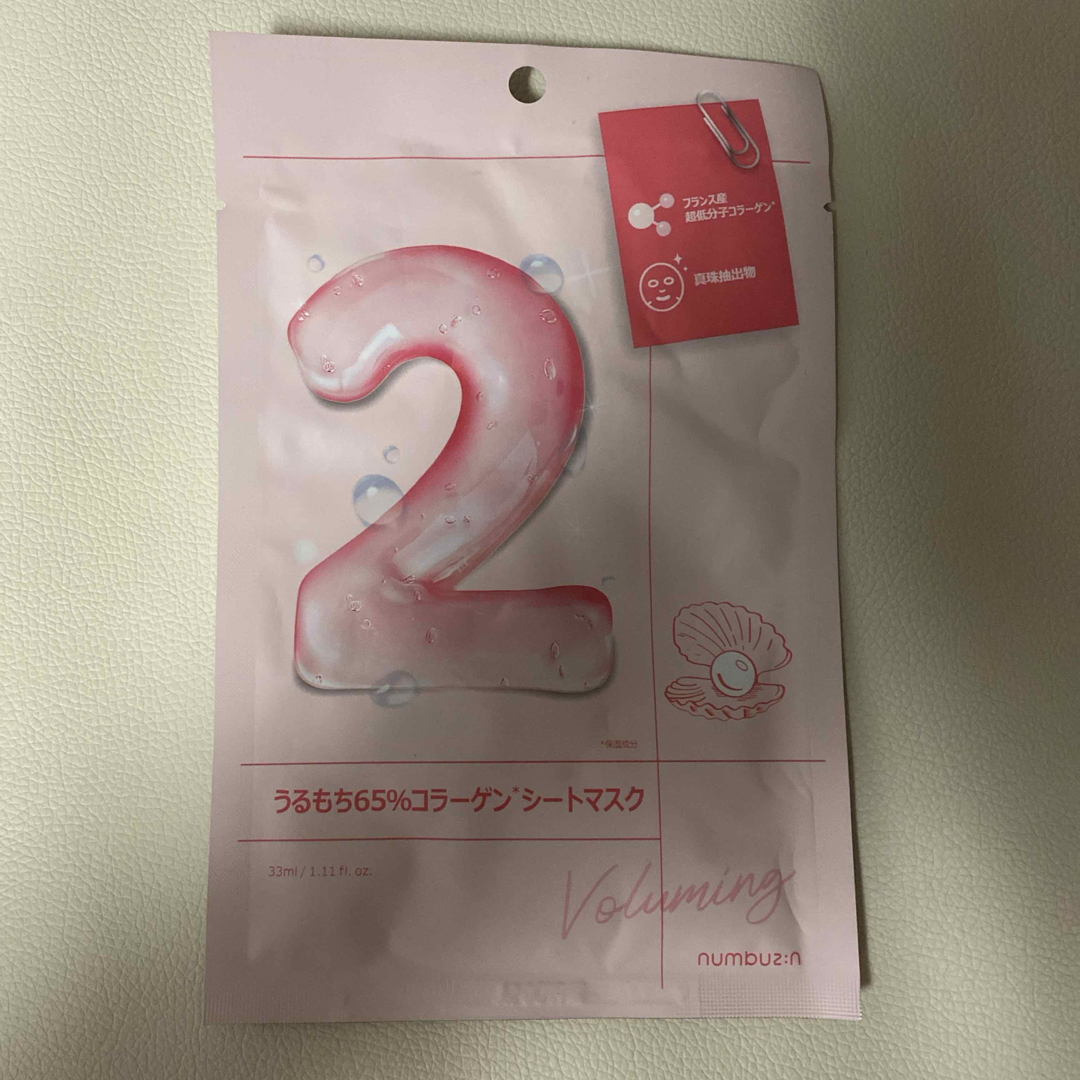 フランス産
超低分子コラーゲン*
真珠抽出物
2
*保湿成分
うるもち65%コラーゲン*シートマスク
33ml / 1.11 fl. oz.
Voluming
numbuz:n